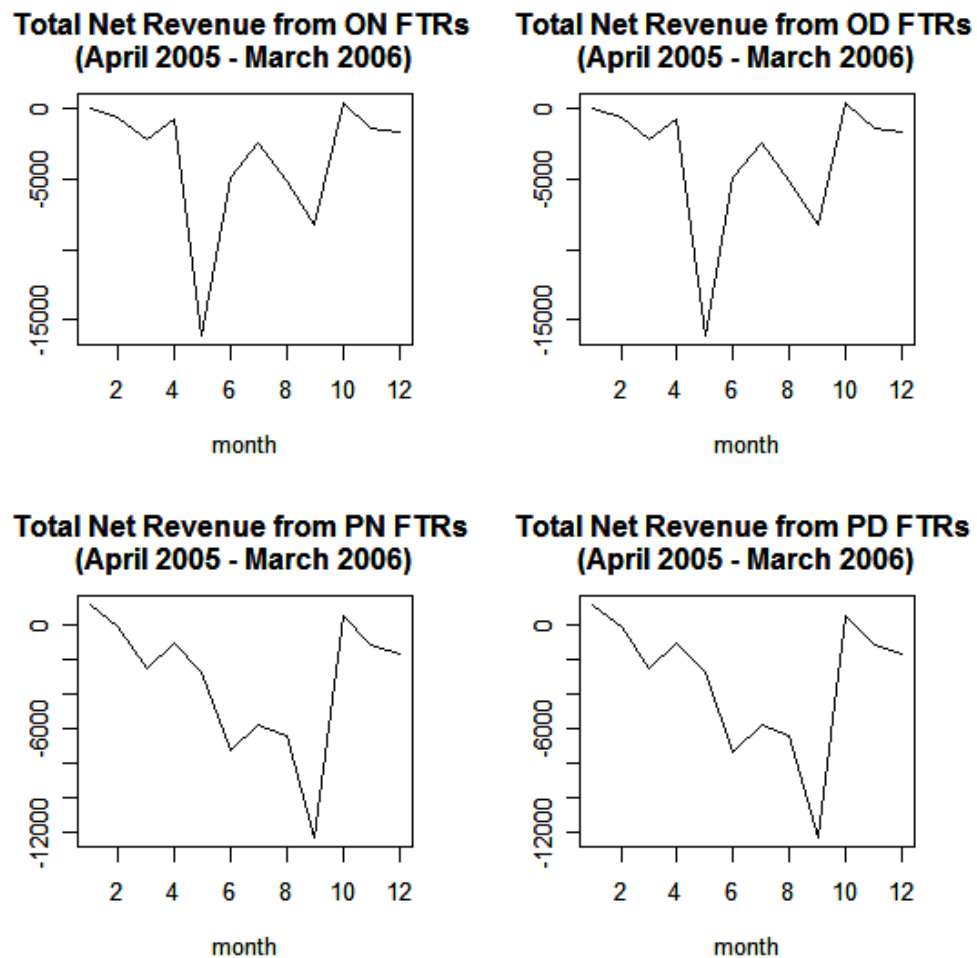 Total Net Revenue from ON FTRs
(April 2005 - March 2006)
0
-5000
-15000
2 4 6 8 10 12
month
Total Net Revenue from OD FTRs
(April 2005 - March 2006)
0
-5000
-15000
2 4 6 8 10 12
month
Total Net Revenue from PN FTRs
(April 2005 - March 2006)
0
-6000
-12000
2 4 6 8 10 12
month
Total Net Revenue from PD FTRs
(April 2005 - March 2006)
0
-6000
-12000
2 4 6 8 10 12
month